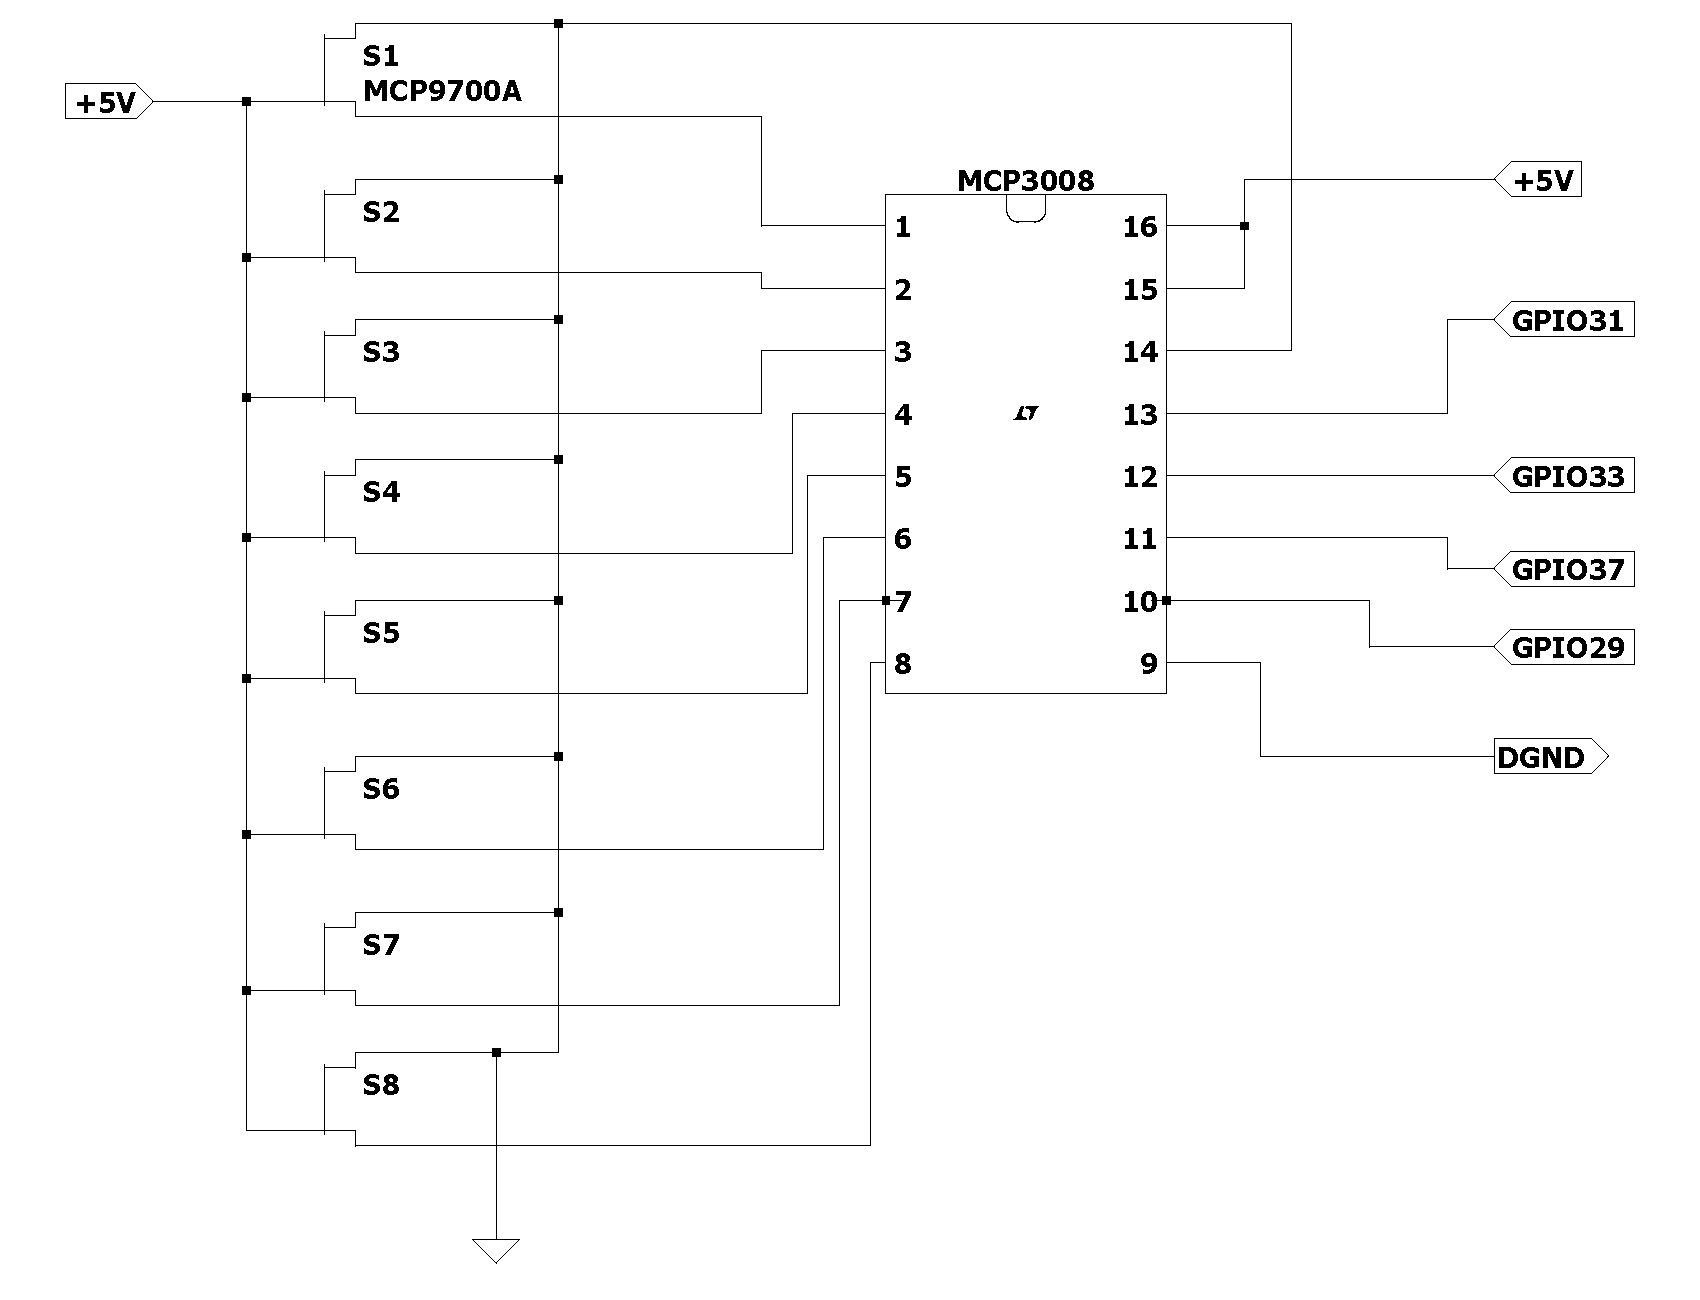 S1
MCP9700A
+5V
S2
S3
S4
S5
S6
S7
S8
MCP3008
1
2
3
4
5
6
7
8
16
15
14
13
12
11
10
9
+5V
GPIO31
GPIO33
GPIO37
GPIO29
DGND